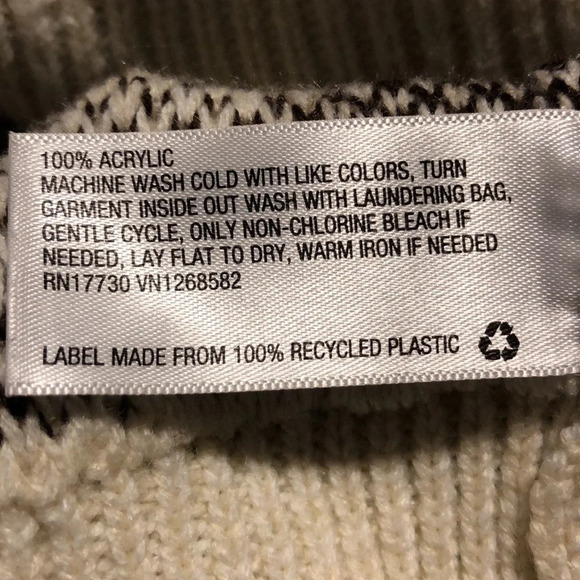 100% ACRYLIC
MACHINE WASH COLD WITH LIKE COLORS, TURN
GARMENT INSIDE OUT WASH WITH LAUNDERING BAG,
GENTLE CYCLE, ONLY NON-CHLORINE BLEACH IF
NEEDED, LAY FLAT TO DRY, WARM IRON IF NEEDED
RN17730 VN1268582
LABEL MADE FROM 100% RECYCLED PLASTIC